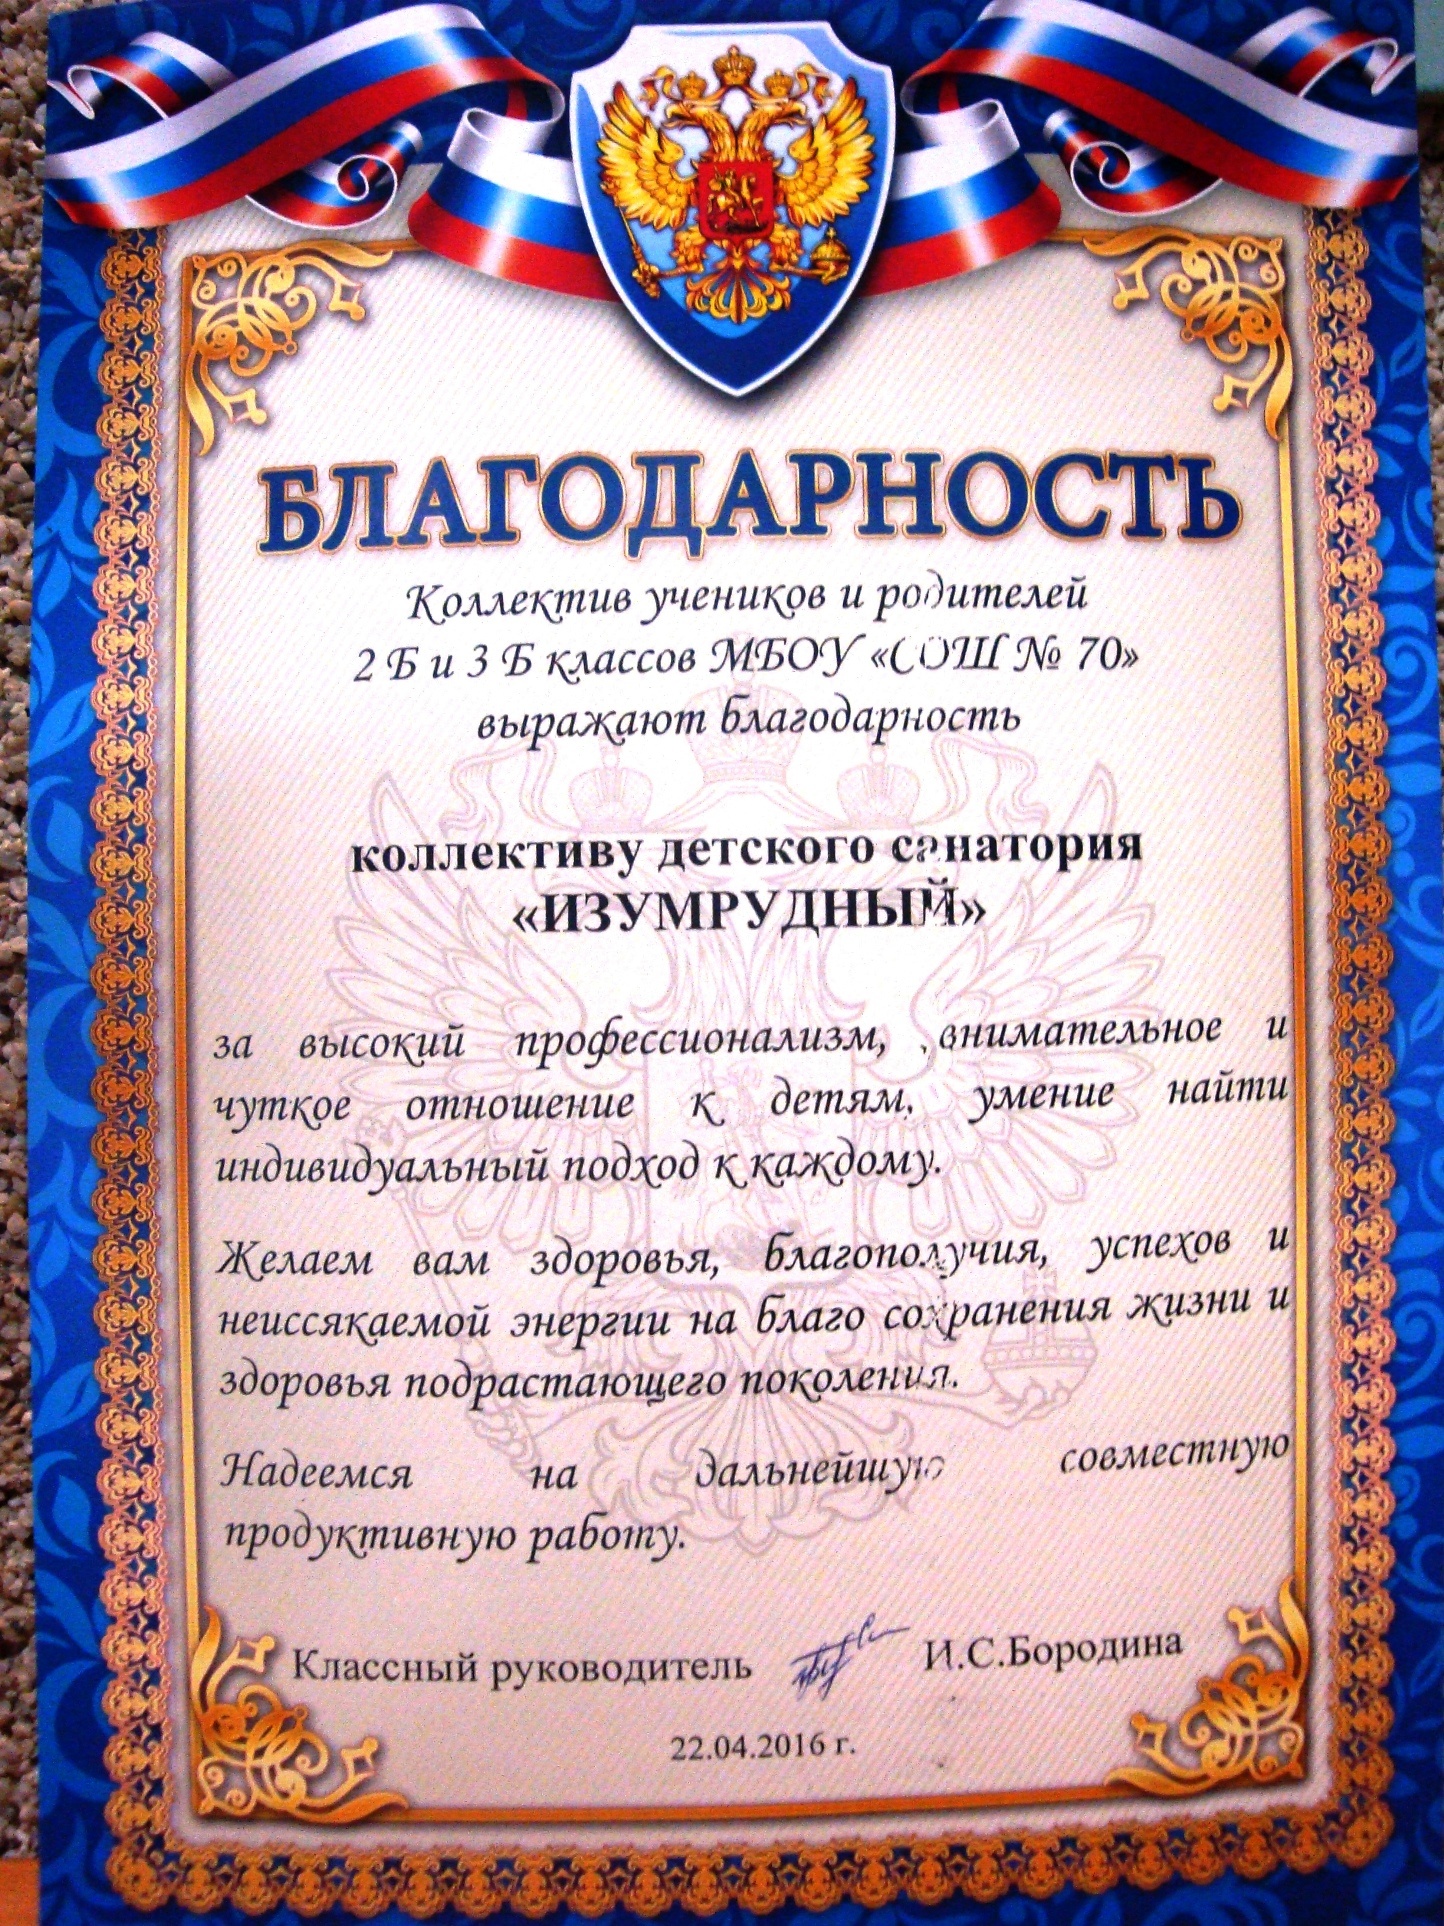 БЛАГОДАРНОСТЬ
Коллектив учеников и родителей
2 Б и 3 Б классов МБОУ «СОШ № 70»
выражают благодарность
коллективу детского санатория
«ИЗУМРУДНЫЙ»
за высокий профессионализм, внимательное и
чуткое отношение к детям, умение найти
индивидуальный подход к каждому.
Желаем вам здоровья, благополучия, успехов и
неиссякаемой энергии на благо сохранения жизни и
здоровья подрастающего поколения.
Надеемся на дальнейшую совместную
продуктивную работу.
Классный руководитель И.С.Бородина
22.04.2016 г.